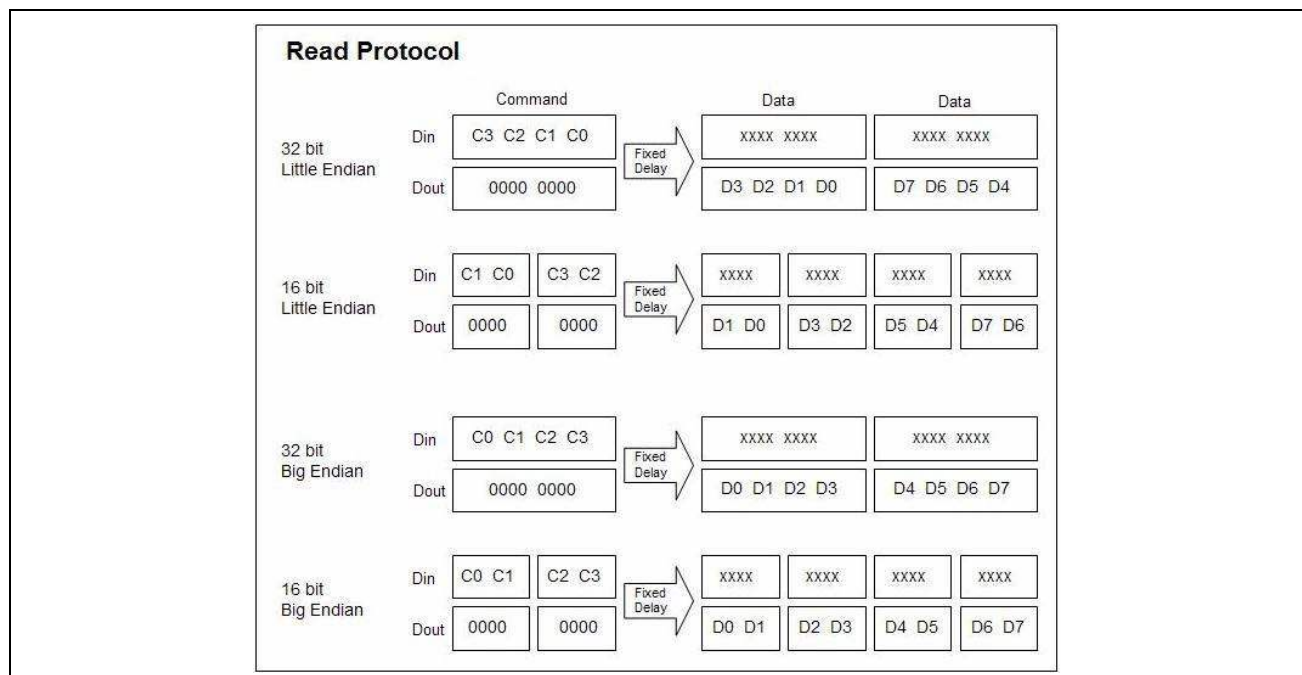 Read Protocol
Command Data Data
32 bit
Little Endian
Din C3 C2 C1 C0 Fixed Delay XXXX XXXX XXXX XXXX
Dout 0000 0000 D3 D2 D1 D0 D7 D6 D5 D4
16 bit
Little Endian
Din C1 C0 C3 C2 Fixed Delay XXXX XXXX XXXX XXXX
Dout 0000 0000 D1 D0 D3 D2 D5 D4 D7 D6
32 bit
Big Endian
Din C0 C1 C2 C3 Fixed Delay XXXX XXXX XXXX XXXX
Dout 0000 0000 D0 D1 D2 D3 D4 D5 D6 D7
16 bit
Big Endian
Din C0 C1 C2 C3 Fixed Delay XXXX XXXX XXXX XXXX
Dout 0000 0000 D0 D1 D2 D3 D4 D5 D6 D7